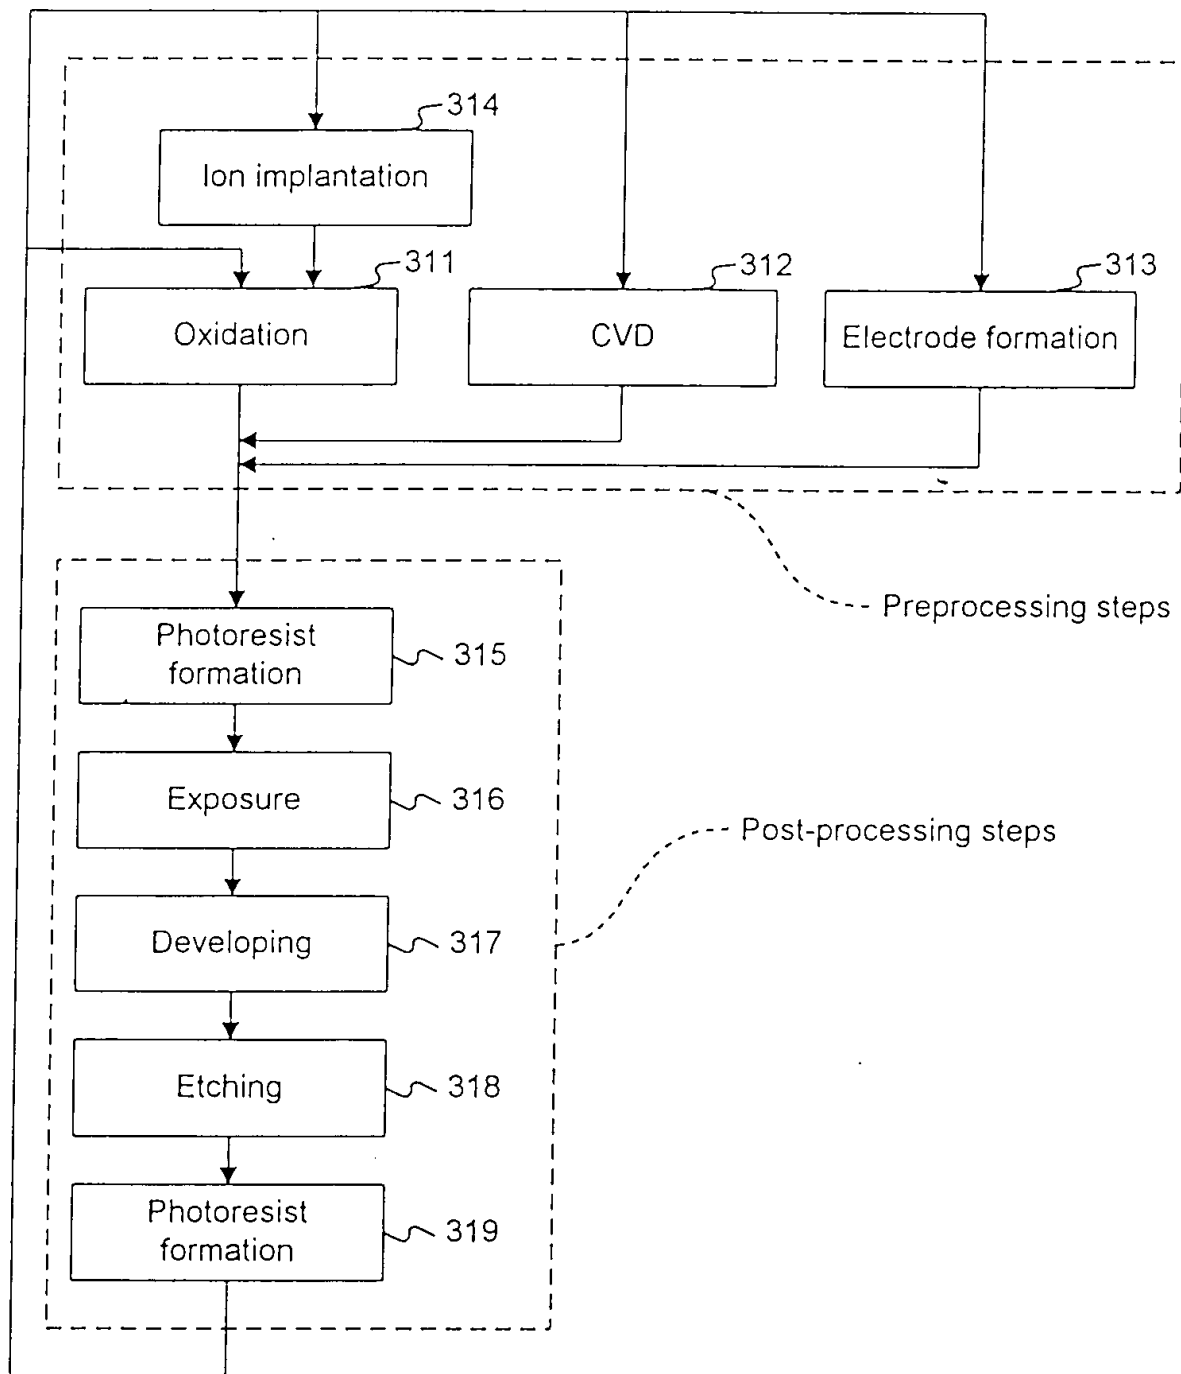 314
Ion implantation
311
312
313
Oxidation
CVD
Electrode formation
Preprocessing steps
Photoresist
formation
315
Exposure
316
Post-processing steps
Developing
317
Etching
318
Photoresist
formation
319